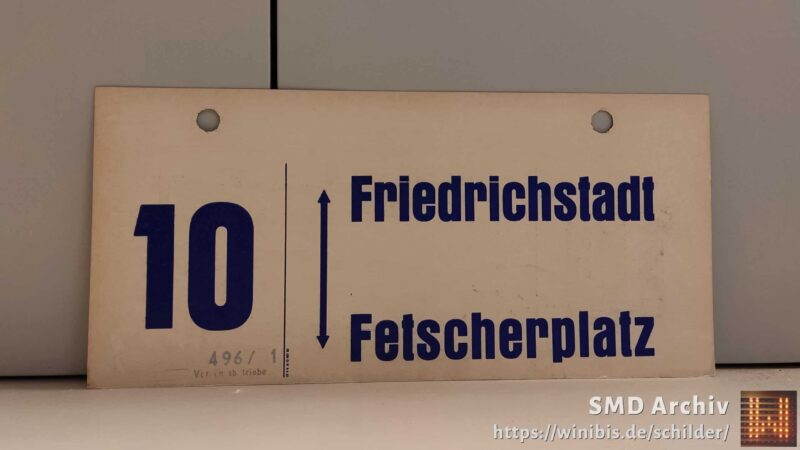 10
Friedrichstadt
Fetscherplatz
496/ 1
SMD Archiv
https://winibis.de/schilder/